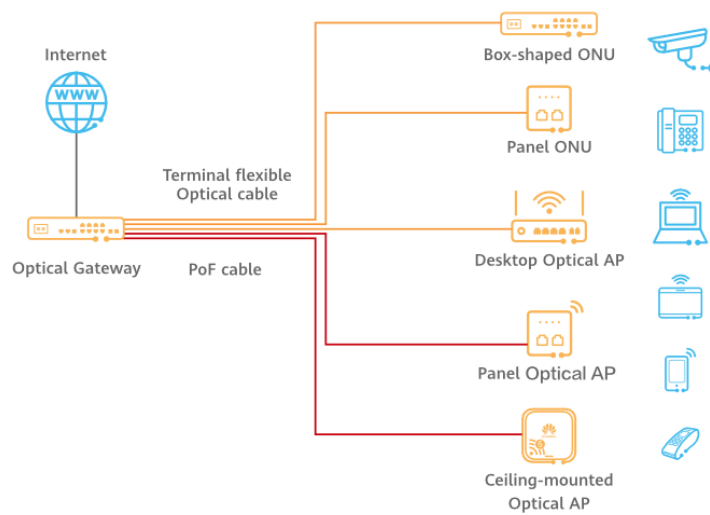 Internet
WWW
Terminal flexible
Optical cable
Optical Gateway
PoF cable
Box-shaped ONU
Panel ONU
Desktop Optical AP
Panel Optical AP
Ceiling-mounted
Optical AP